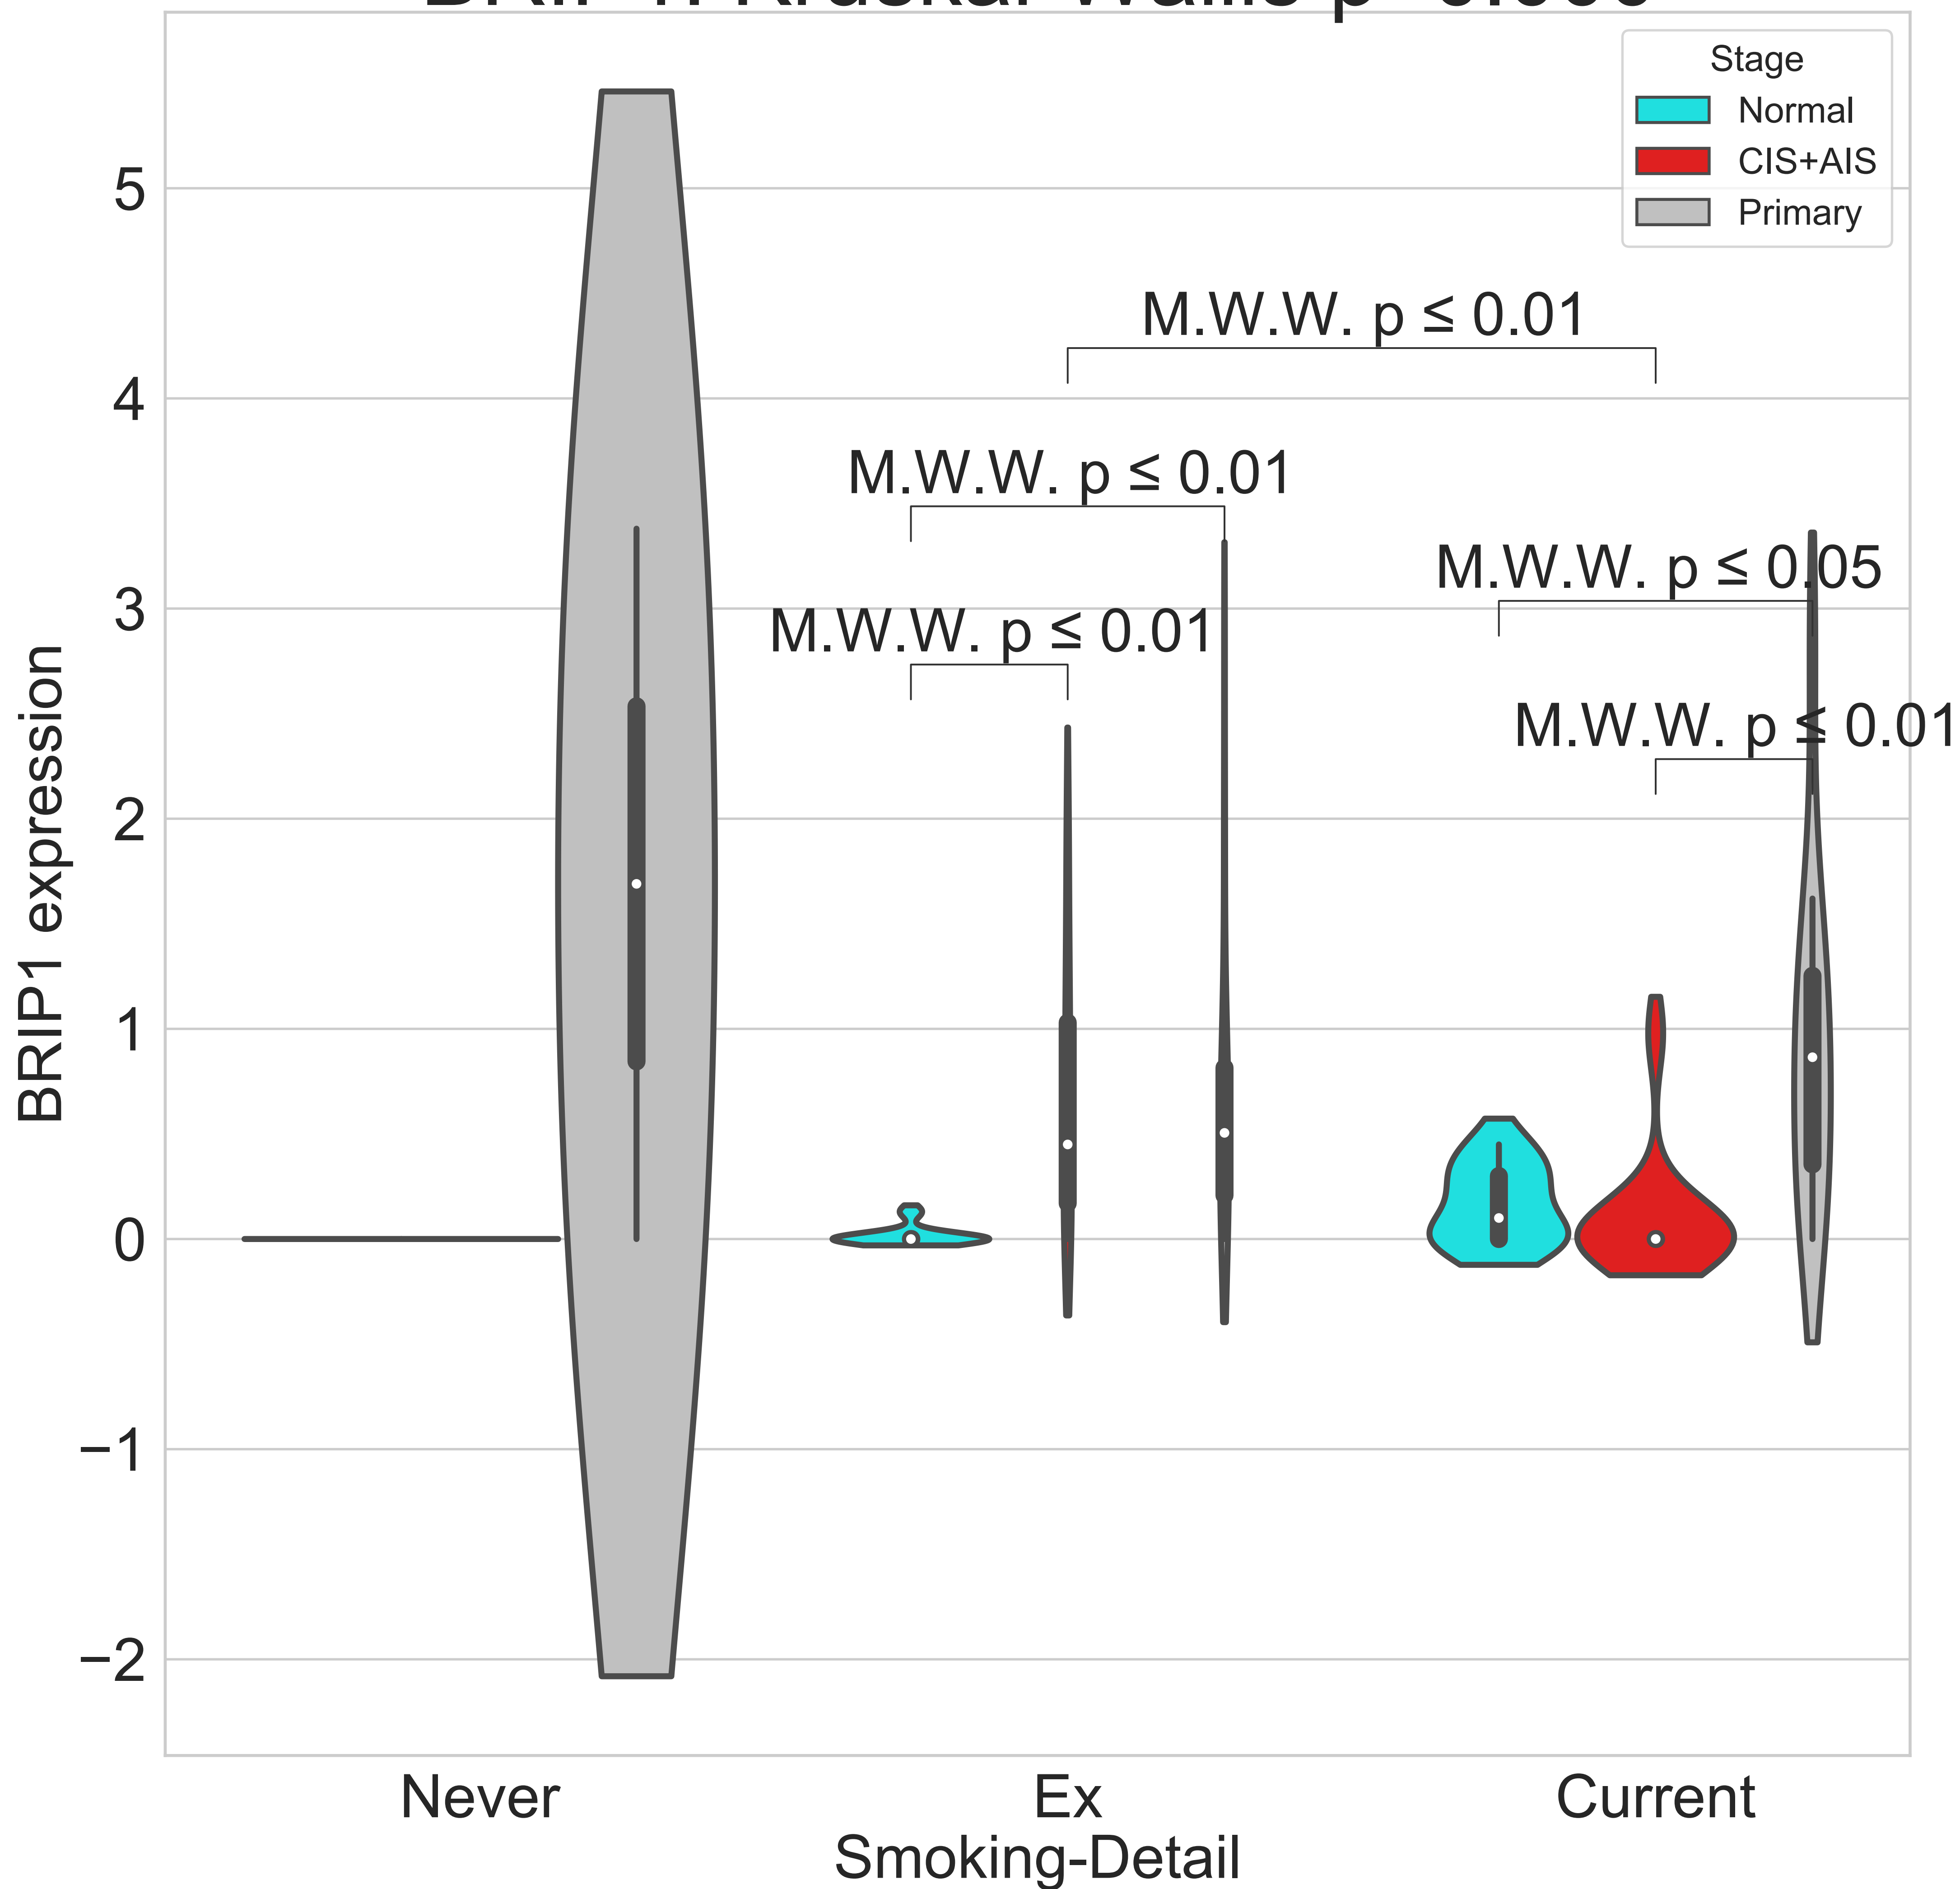 Stage
Normal
CIS+AIS
Primary
5
4
3
2
1
0
−1
−2
BRIP1 expression
M.W.W. p ≤ 0.01
M.W.W. p ≤ 0.01
M.W.W. p ≤ 0.05
M.W.W. p ≤ 0.01
M.W.W. p ≤ 0.01
Never
Ex
Current
Smoking-Detail